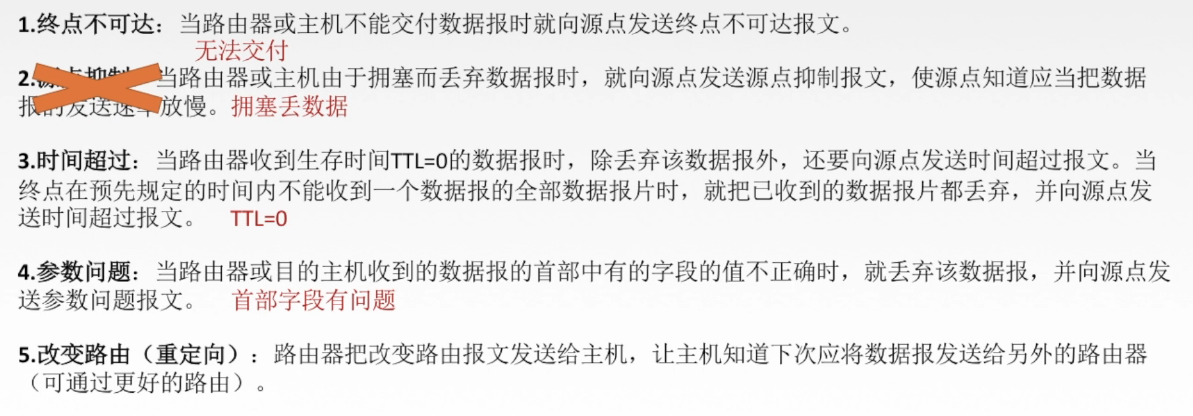 1.终点不可达：当路由器或主机不能交付数据报时就向源点发送终点不可达报文。
无法交付
2.源点抑制：当路由器或主机由于拥塞而丢弃数据报时，就向源点发送源点抑制报文，使源点知道应当把数据
报的发送速率放慢。拥塞丢数据
3.时间超过：当路由器收到生存时间TTL=0的数据报时，除丢弃该数据报外，还要向源点发送时间超过报文。当
终点在预先规定的时间内不能收到一个数据报的全部数据报片时，就把已收到的数据报片都丢弃，并向源点发
送时间超过报文。 TTL=0
4.参数问题：当路由器或目的主机收到的数据报的首部中有的字段的值不正确时，就丢弃该数据报，并向源点发
送参数问题报文。 首部字段有问题
5.改变路由（重定向）：路由器把改变路由报文发送给主机，让主机知道下次应将数据报发送给另外的路由器
（可通过更好的路由）。